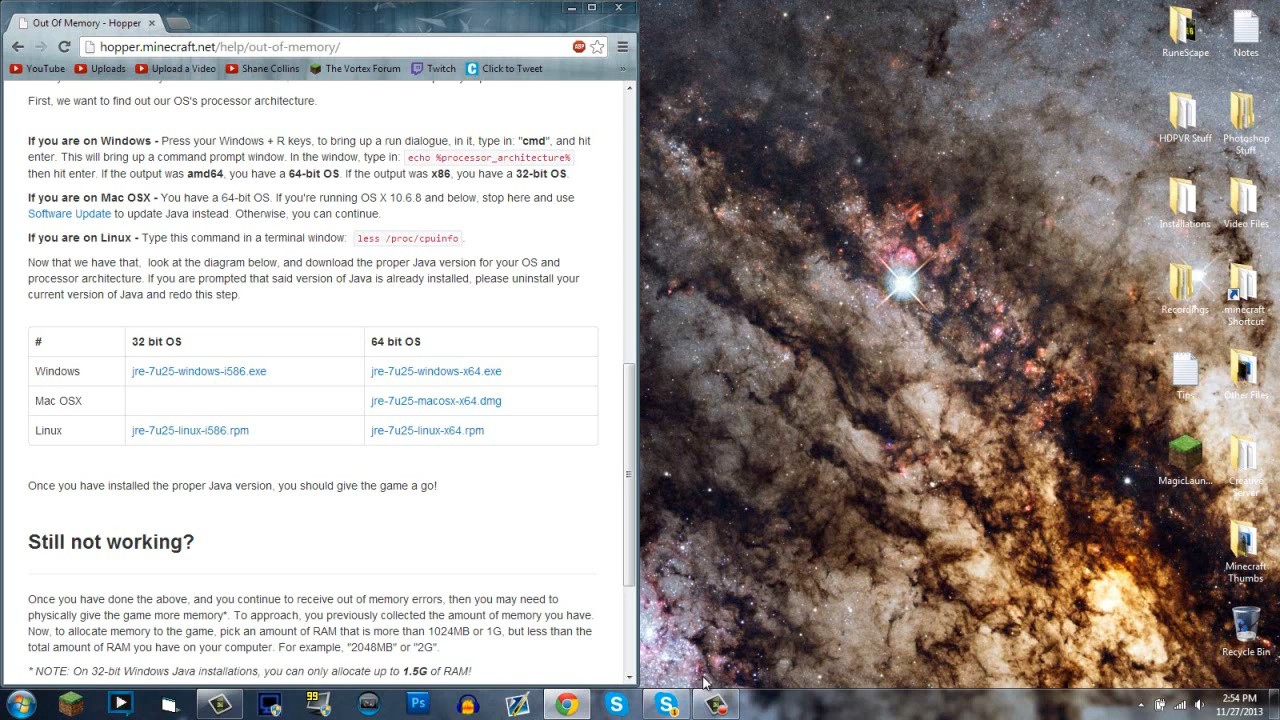 Out Of Memory - Hopper
hopper.minecraft.net/help/out-of-memory/
ABP
YouTube Uploads Upload a Video Shane Collins The Vortex Forum Twitch Click to Tweet »
First, we want to find out our OS's processor architecture.
If you are on Windows - Press your Windows + R keys, to bring up a run dialogue, in it, type in: "cmd", and hit
enter. This will bring up a command prompt window. In the window, type in: echo %processor_architecture%
then hit enter. If the output was amd64, you have a 64-bit OS. If the output was x86, you have a 32-bit OS.
If you are on Mac OSX - You have a 64-bit OS. If you're running OS X 10.6.8 and below, stop here and use
Software Update to update Java instead. Otherwise, you can continue.
If you are on Linux - Type this command in a terminal window: less /proc/cpuinfo.
Now that we have that, look at the diagram below, and download the proper Java version for your OS and
processor architecture. If you are prompted that said version of Java is already installed, please uninstall your
current version of Java and redo this step.
# 32 bit OS 64 bit OS
Windows jre-7u25-windows-i586.exe jre-7u25-windows-x64.exe
Mac OSX jre-7u25-macosx-x64.dmg
Linux jre-7u25-linux-i586.rpm jre-7u25-linux-x64.rpm
Once you have installed the proper Java version, you should give the game a go!
Still not working?
Once you have done the above, and you continue to receive out of memory errors, then you may need to
physically give the game more memory*. To approach, you previously collected the amount of memory you have.
Now, to allocate memory to the game, pick an amount of RAM that is more than 1024MB or 1G, but less than the
total amount of RAM you have on your computer. For example, "2048MB" or "2G".
* NOTE: On 32-bit Windows Java installations, you can only allocate up to 1.5G of RAM!
RuneScape Notes
HDPVR Stuff Photoshop
Stuff
Installations Video Files
Recordings .minecraft
Shortcut
Tips Other Files
MagicLaun... Creative
Server
Minecraft
Thumbs
Recycle Bin
99
Ps
2:54 PM
11/27/2013